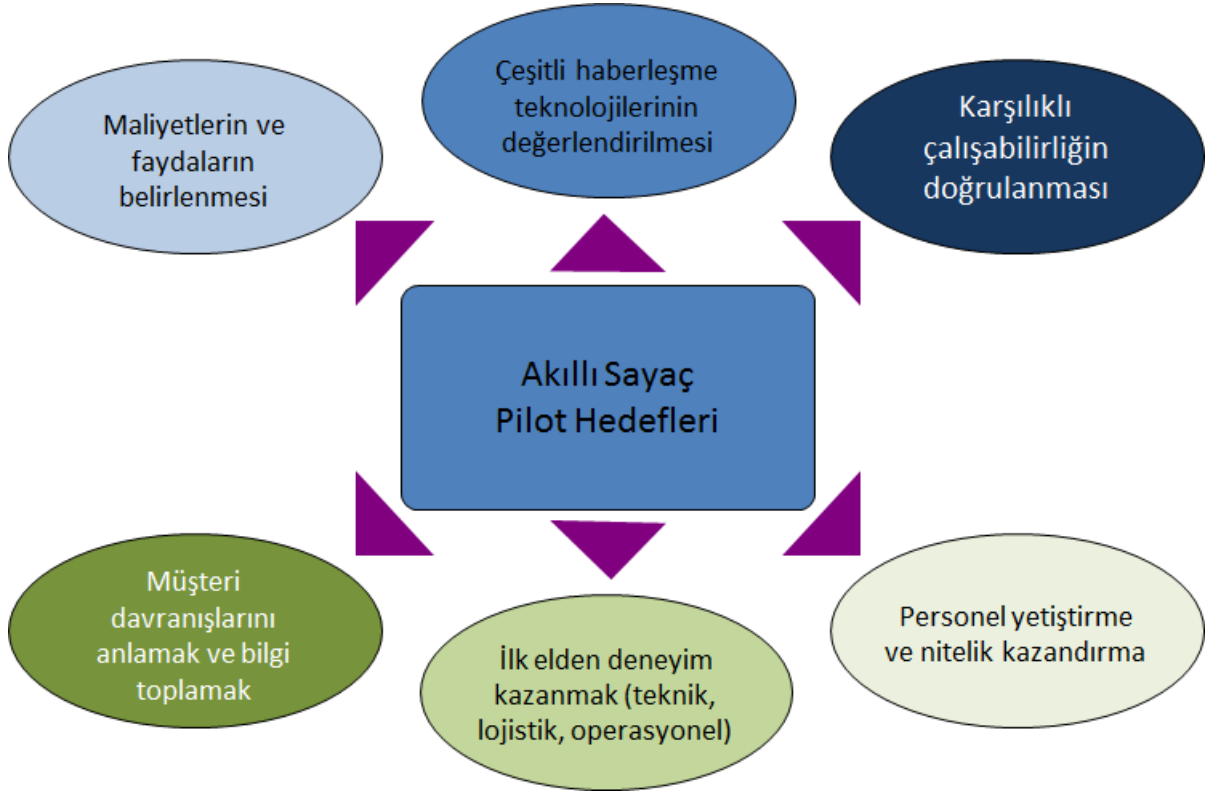 Maliyetlerin ve
faydaların
belirlenmesi
Çeşitli haberleşme
teknolojilerinin
değerlendirilmesi
Karşılıklı
çalışabilirliğin
doğrulanması
Akıllı Sayaç
Pilot Hedefleri
Müşteri
davranışlarını
anlamak ve bilgi
toplamak
İlk elden deneyim
kazanmak (teknik,
lojistik, operasyonel)
Personel yetiştirme
ve nitelik kazandırma